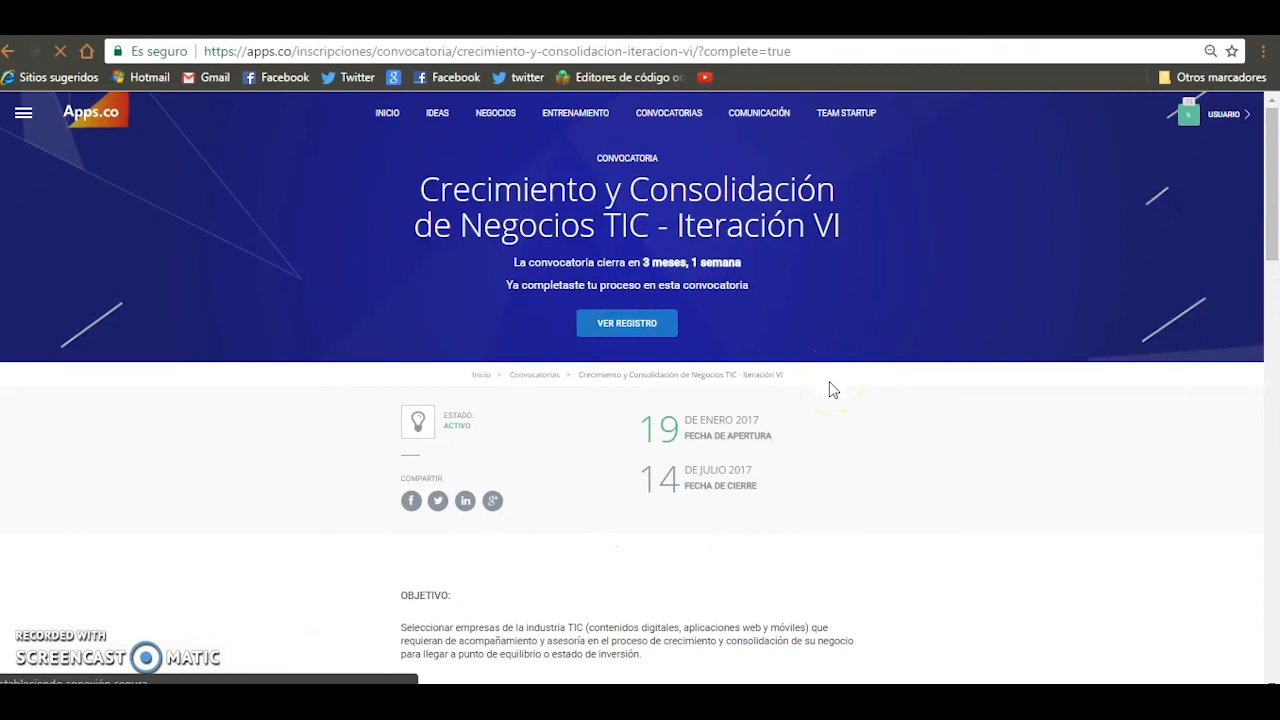 Es seguro
https://apps.co/inscripciones/convocatoria/crecimiento-y-consolidacion-iteracion-vi/?complete=true
Sitios sugeridos Hotmail Gmail Facebook Twitter Facebook twitter Editores de código on Otros marcadores
Apps.co
INICIO IDEAS NEGOCIOS ENTRENAMIENTO CONVOCATORIAS COMUNICACIÓN TEAM STARTUP USUARIO
CONVOCATORIA
Crecimiento y Consolidación
de Negocios TIC - Iteración VI
La convocatoria cierra en 3 meses, 1 semana
Ya completaste tu proceso en esta convocatoria
VER REGISTRO
Inicio > Convocatorias > Crecimiento y Consolidación de Negocios TIC - Iteración VI
ESTADO:
ACTIVO
19 DE ENERO 2017
FECHA DE APERTURA
COMPARTIR
14 DE JULIO 2017
FECHA DE CIERRE
OBJETIVO:
Seleccionar empresas de la industria TIC (contenidos digitales, aplicaciones web y móviles) que
requieran de acompañamiento y asesoría en el proceso de crecimiento y consolidación de su negocio
para llegar a punto de equilibrio o estado de inversión.
RECORDED WITH
SCREENCAST MATIC